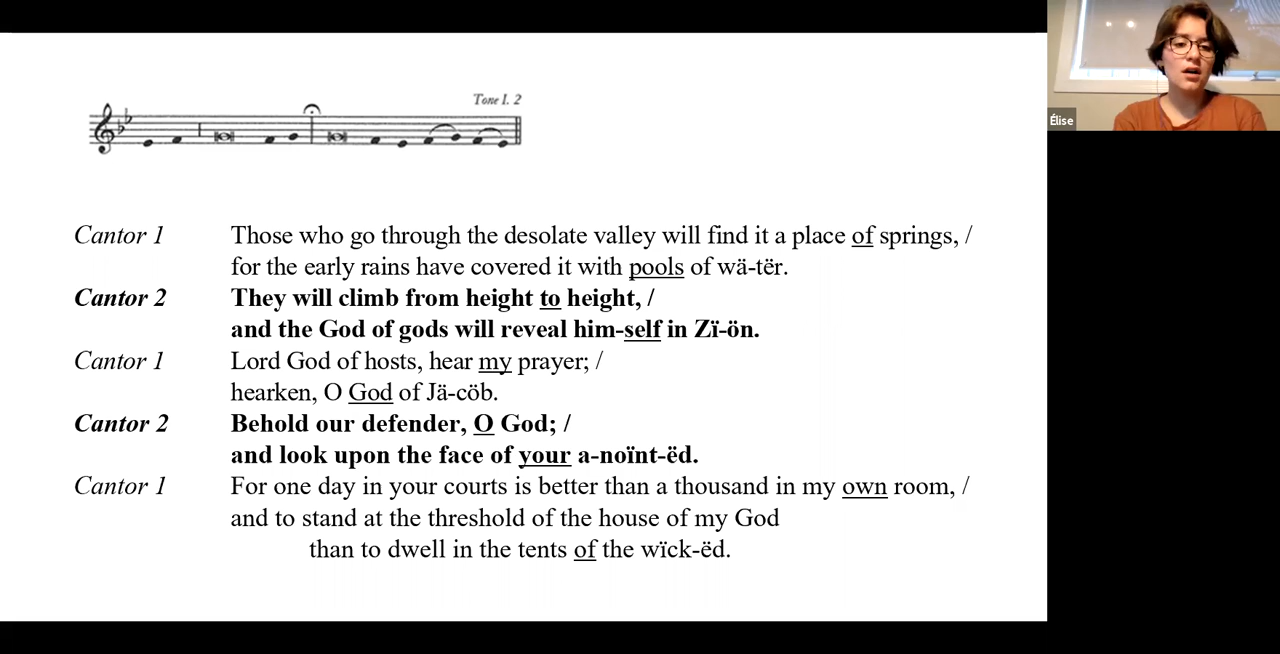 Tone I. 2
Élise
Cantor 1 Those who go through the desolate valley will find it a place of springs, /
for the early rains have covered it with pools of wä-tër.
Cantor 2 They will climb from height to height, /
and the God of gods will reveal him-self in Zï-ön.
Cantor 1 Lord God of hosts, hear my prayer; /
hearken, O God of Jä-cöb.
Cantor 2 Behold our defender, O God; /
and look upon the face of your a-noïnt-ëd.
Cantor 1 For one day in your courts is better than a thousand in my own room, /
and to stand at the threshold of the house of my God
than to dwell in the tents of the wïck-ëd.